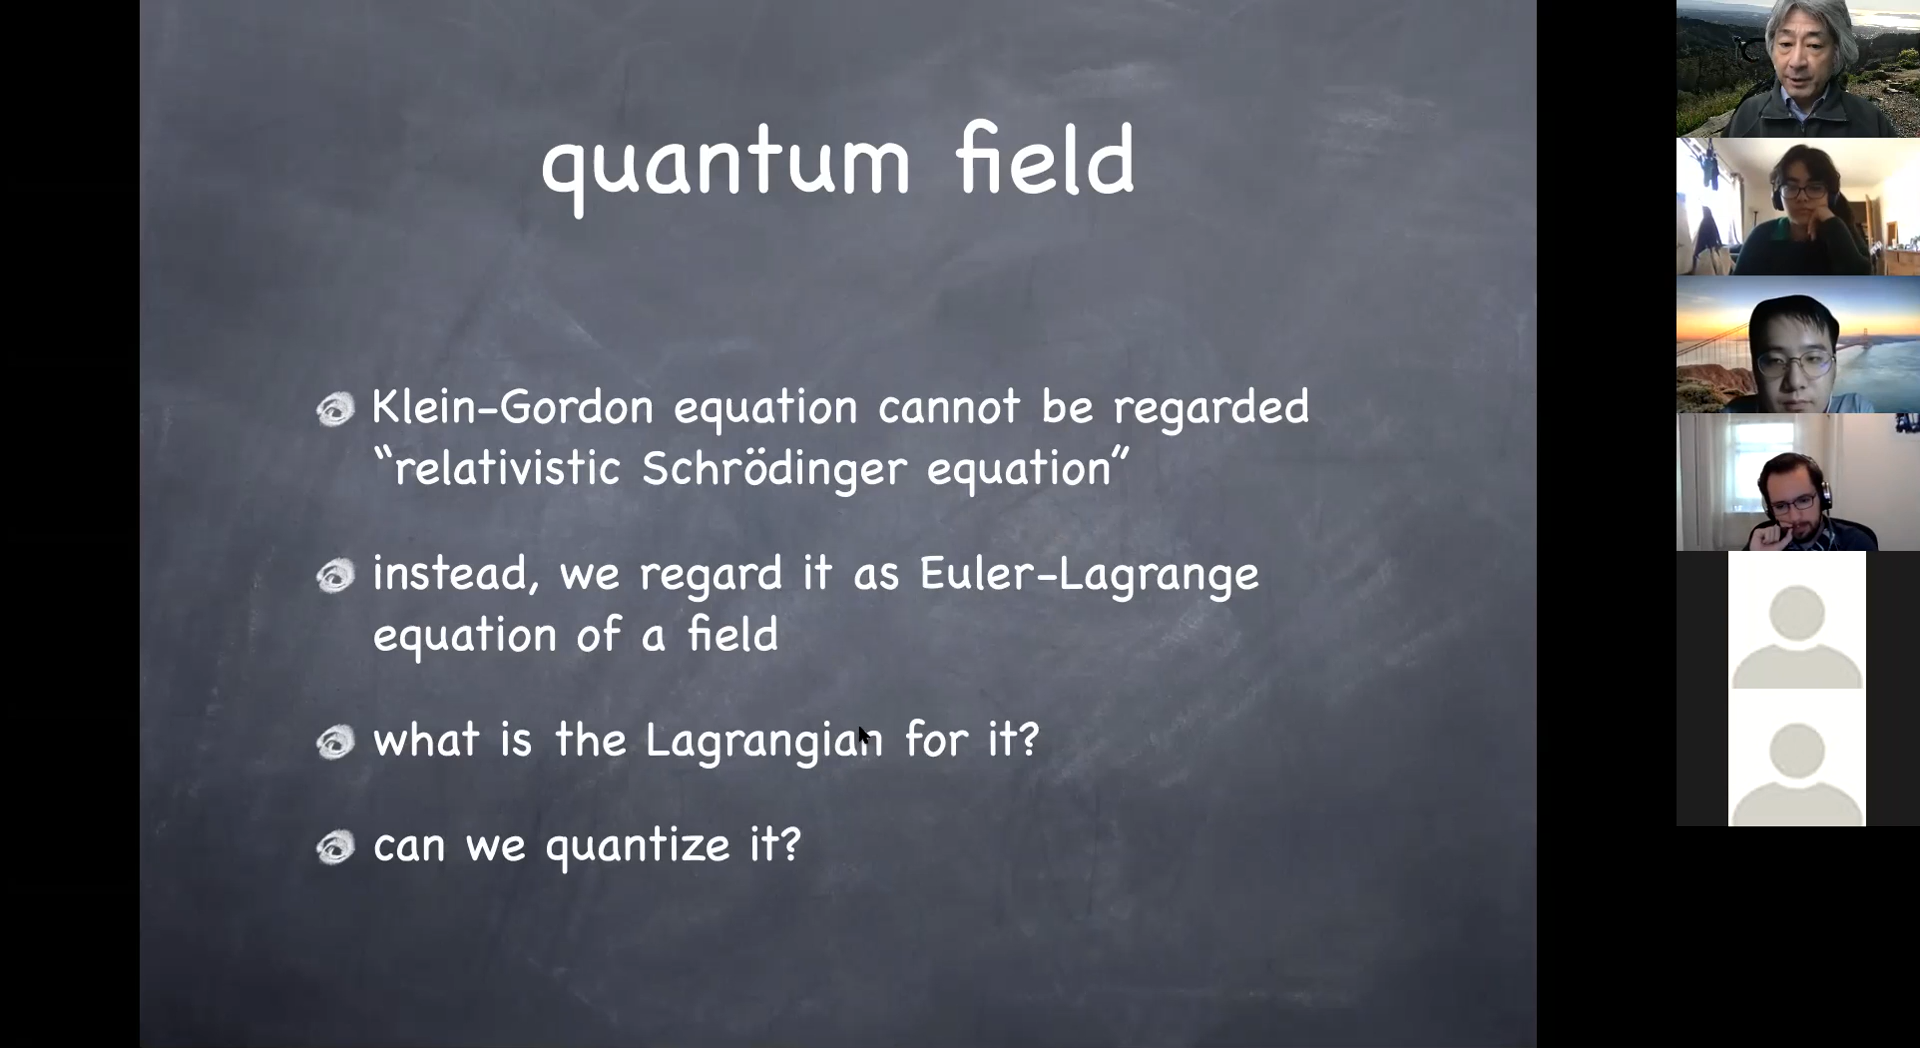 quantum field
Klein-Gordon equation cannot be regarded
“relativistic Schrödinger equation”
instead, we regard it as Euler-Lagrange
equation of a field
what is the Lagrangian for it?
can we quantize it?